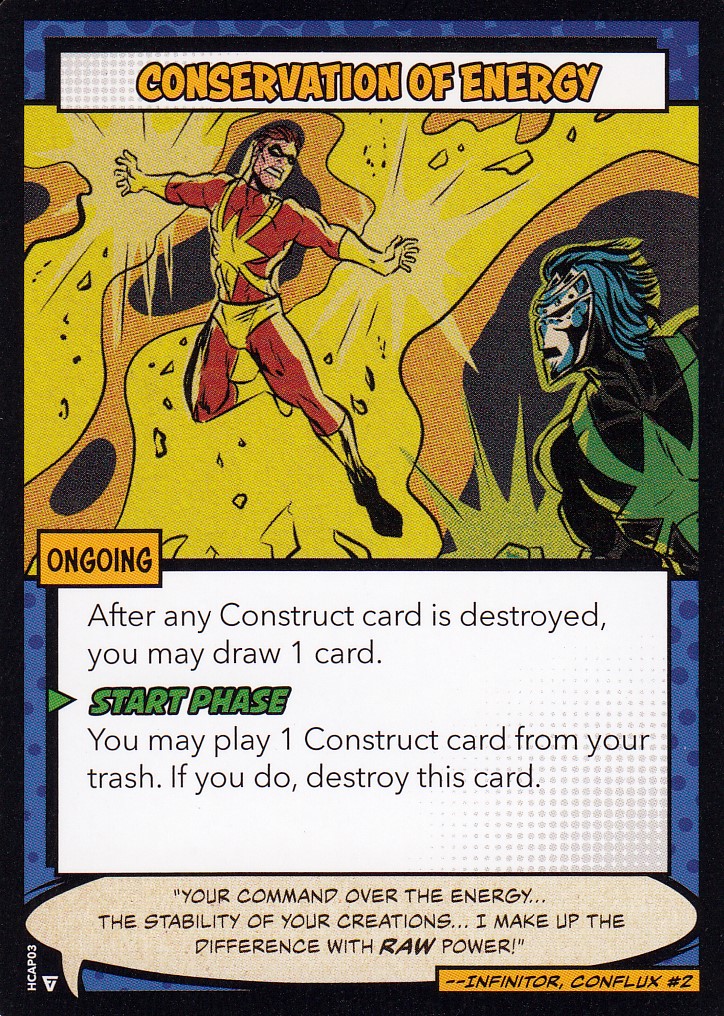 CONSERVATION OF ENERGY
ONGOING
After any Construct card is destroyed,
you may draw 1 card.
START PHASE
You may play 1 Construct card from your
trash. If you do, destroy this card.
"YOUR COMMAND OVER THE ENERGY...
THE STABILITY OF YOUR CREATIONS... I MAKE UP THE
DIFFERENCE WITH RAW POWER!"
--INFINITOR, CONFLUX #2
HCAP03